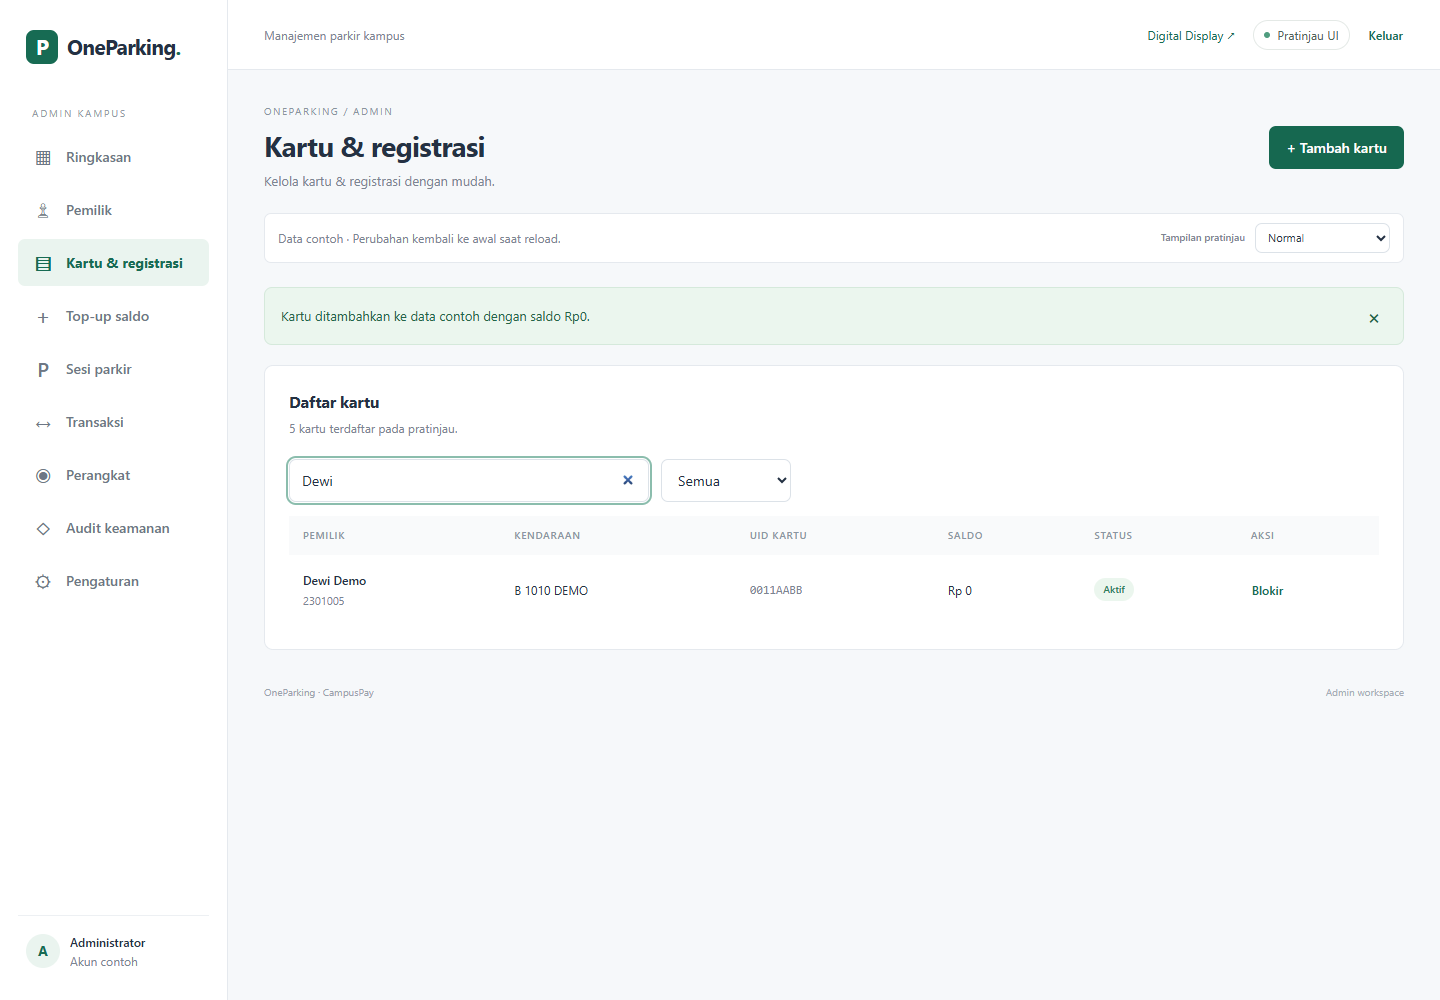 P OneParking.
ADMIN KAMPUS
Ringkasan
Pemilik
Kartu & registrasi
+ Top-up saldo
P Sesi parkir
↔ Transaksi
Perangkat
Audit keamanan
Pengaturan
A Administrator
Akun contoh
Manajemen parkir kampus
Digital Display ↗
Pratinjau UI
Keluar
ONEPARKING / ADMIN
Kartu & registrasi
Kelola kartu & registrasi dengan mudah.
+ Tambah kartu
Data contoh · Perubahan kembali ke awal saat reload.
Tampilan pratinjau
Normal
Kartu ditambahkan ke data contoh dengan saldo Rp0.
×
Daftar kartu
5 kartu terdaftar pada pratinjau.
Dewi
Semua
PEMILIK KENDARAAN UID KARTU SALDO STATUS AKSI
Dewi Demo
2301005
B 1010 DEMO
0011AABB
Rp 0
Aktif
Blokir
OneParking · CampusPay
Admin workspace